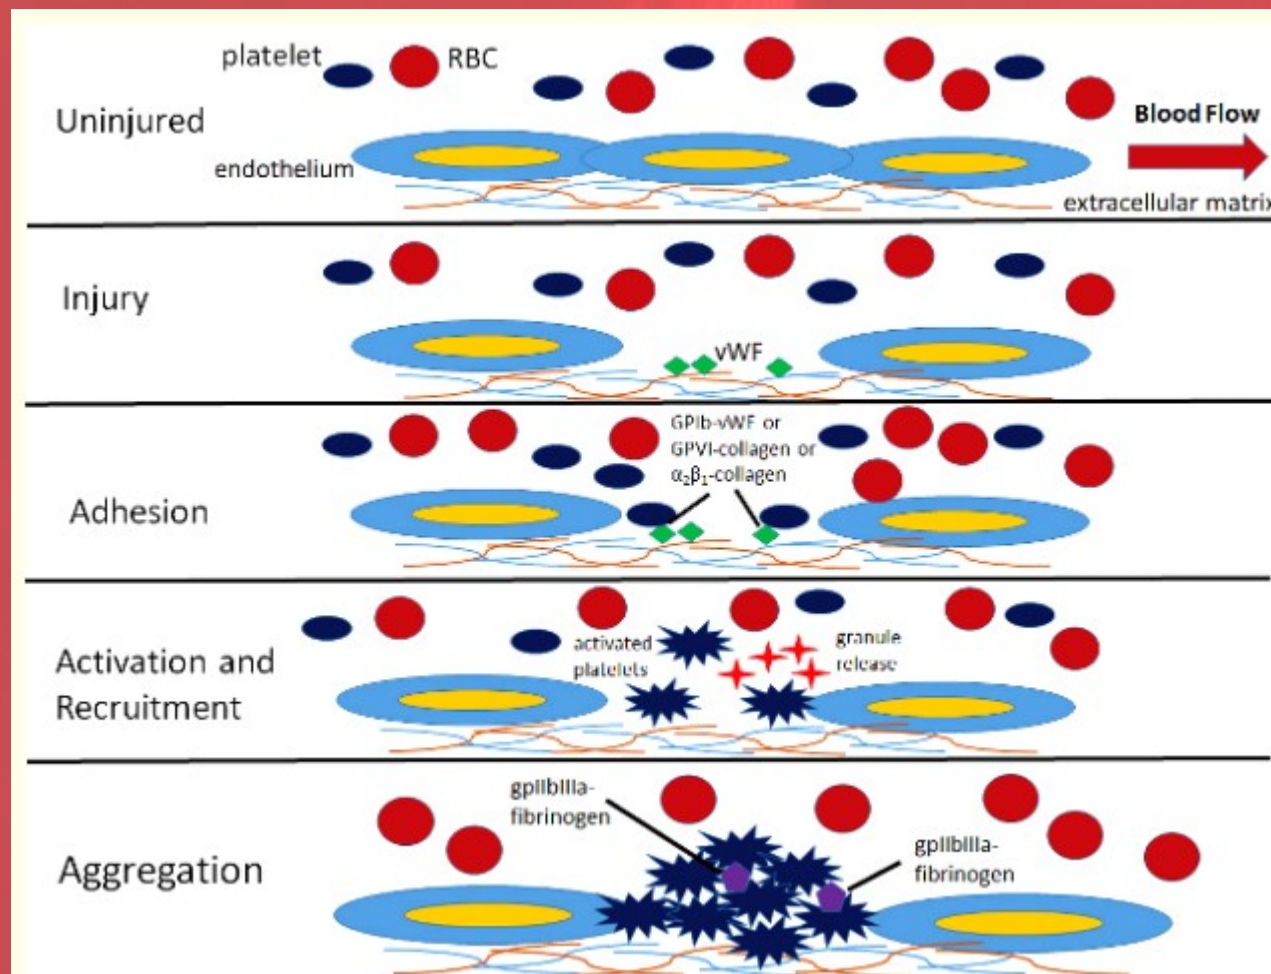 platelet
RBC
Uninjured
Blood Flow
endothelium
extracellular matrix
Injury
vWF
GPIb-vWF or
GPVI-collagen or
α₂β₁-collagen
Adhesion
activated
platelets
granule
release
Activation and
Recruitment
gpIIbIIIa-
fibrinogen
gpIIbIIIa-
fibrinogen
Aggregation